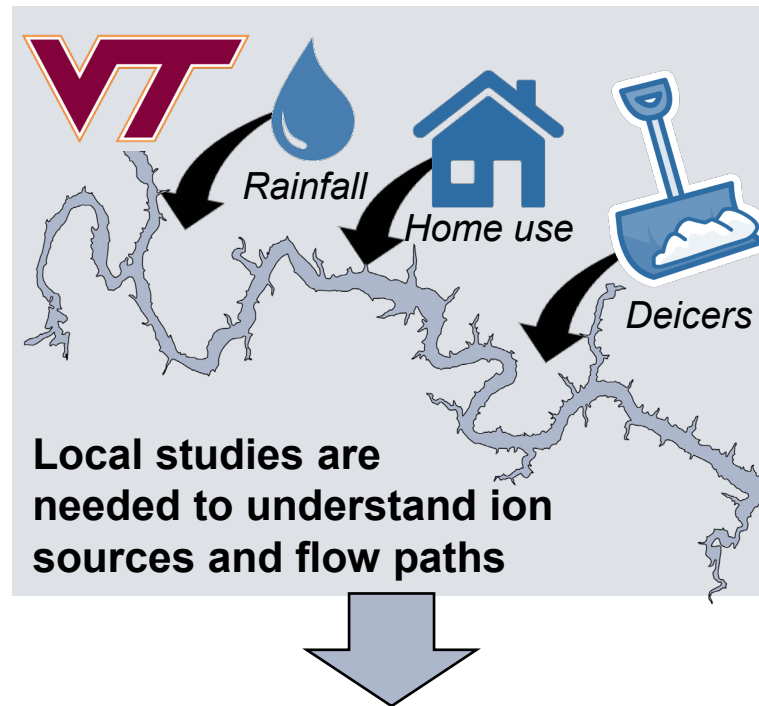 VT
Rainfall
Home use
Deicers
Local studies are
needed to understand ion
sources and flow paths